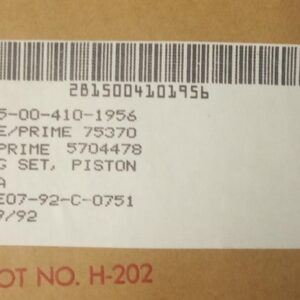 2815004101956
5-00-410-1956
E/PRIME 75370
PRIME 5704478
G SET, PISTON
A
E07-92-C-0751
9/92
OT NO. H-202